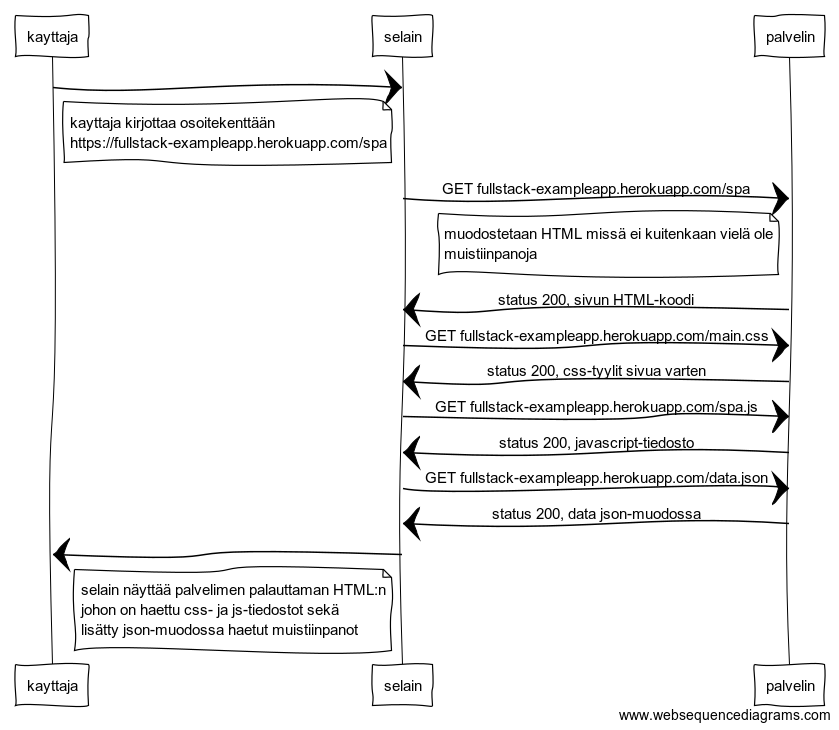 kayttaja
selain
palvelin
kayttaja kirjottaa osoitekenttään
https://fullstack-exampleapp.herokuapp.com/spa
GET fullstack-exampleapp.herokuapp.com/spa
muodostetaan HTML missä ei kuitenkaan vielä ole
muistiinpanoja
status 200, sivun HTML-koodi
GET fullstack-exampleapp.herokuapp.com/main.css
status 200, css-tyylit sivua varten
GET fullstack-exampleapp.herokuapp.com/spa.js
status 200, javascript-tiedosto
GET fullstack-exampleapp.herokuapp.com/data.json
status 200, data json-muodossa
selain näyttää palvelimen palauttaman HTML:n
johon on haettu css- ja js-tiedostot sekä
lisätty json-muodossa haetut muistiinpanot
kayttaja
selain
palvelin
www.websequencediagrams.com